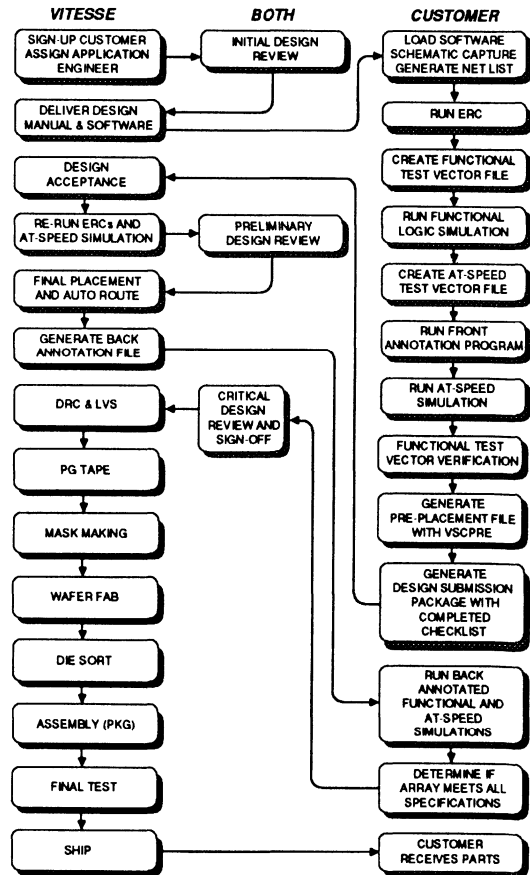 VITESSE
BOTH
CUSTOMER
SIGN-UP CUSTOMER
ASSIGN APPLICATION
ENGINEER
INITIAL DESIGN
REVIEW
LOAD SOFTWARE
SCHEMATIC CAPTURE
GENERATE NET LIST
DELIVER DESIGN
MANUAL & SOFTWARE
RUN ERC
DESIGN
ACCEPTANCE
CREATE FUNCTIONAL
TEST VECTOR FILE
RE-RUN ERCs AND
AT-SPEED SIMULATION
PRELIMINARY
DESIGN REVIEW
RUN FUNCTIONAL
LOGIC SIMULATION
FINAL PLACEMENT
AND AUTO ROUTE
CREATE AT-SPEED
TEST VECTOR FILE
GENERATE BACK
ANNOTATION FILE
RUN FRONT
ANNOTATION PROGRAM
DRC & LVS
CRITICAL
DESIGN
REVIEW AND
SIGN-OFF
RUN AT-SPEED
SIMULATION
PG TAPE
FUNCTIONAL TEST
VECTOR VERIFICATION
MASK MAKING
GENERATE
PRE-PLACEMENT FILE
WITH VSCPRE
WAFER FAB
GENERATE
DESIGN SUBMISSION
PACKAGE WITH
COMPLETED
CHECKLIST
DIE SORT
ASSEMBLY (PKG)
RUN BACK
ANNOTATED
FUNCTIONAL AND
AT-SPEED
SIMULATIONS
FINAL TEST
DETERMINE IF
ARRAY MEETS ALL
SPECIFICATIONS
SHIP
CUSTOMER
RECEIVES PARTS